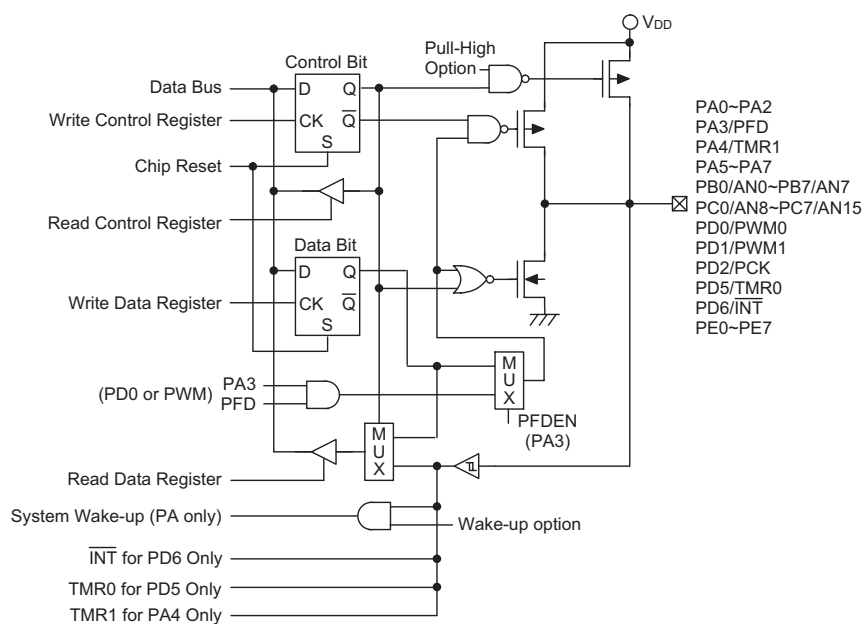 VDD
Control Bit
Pull-High
Option
Data Bus
D
Q
Write Control Register
CK
Q
S
Chip Reset
Read Control Register
Data Bit
D
Q
Write Data Register
CK
Q
S
PA0~PA2
PA3/PFD
PA4/TMR1
PA5~PA7
PB0/AN0~PB7/AN7
PC0/AN8~PC7/AN15
PD0/PWM0
PD1/PWM1
PD2/PCK
PD5/TMR0
PD6/INT
PE0~PE7
(PD0 or PWM)
PA3
PFD
M
U
X
PFDEN
(PA3)
M
U
X
Read Data Register
System Wake-up (PA only)
Wake-up option
INT for PD6 Only
TMR0 for PD5 Only
TMR1 for PA4 Only